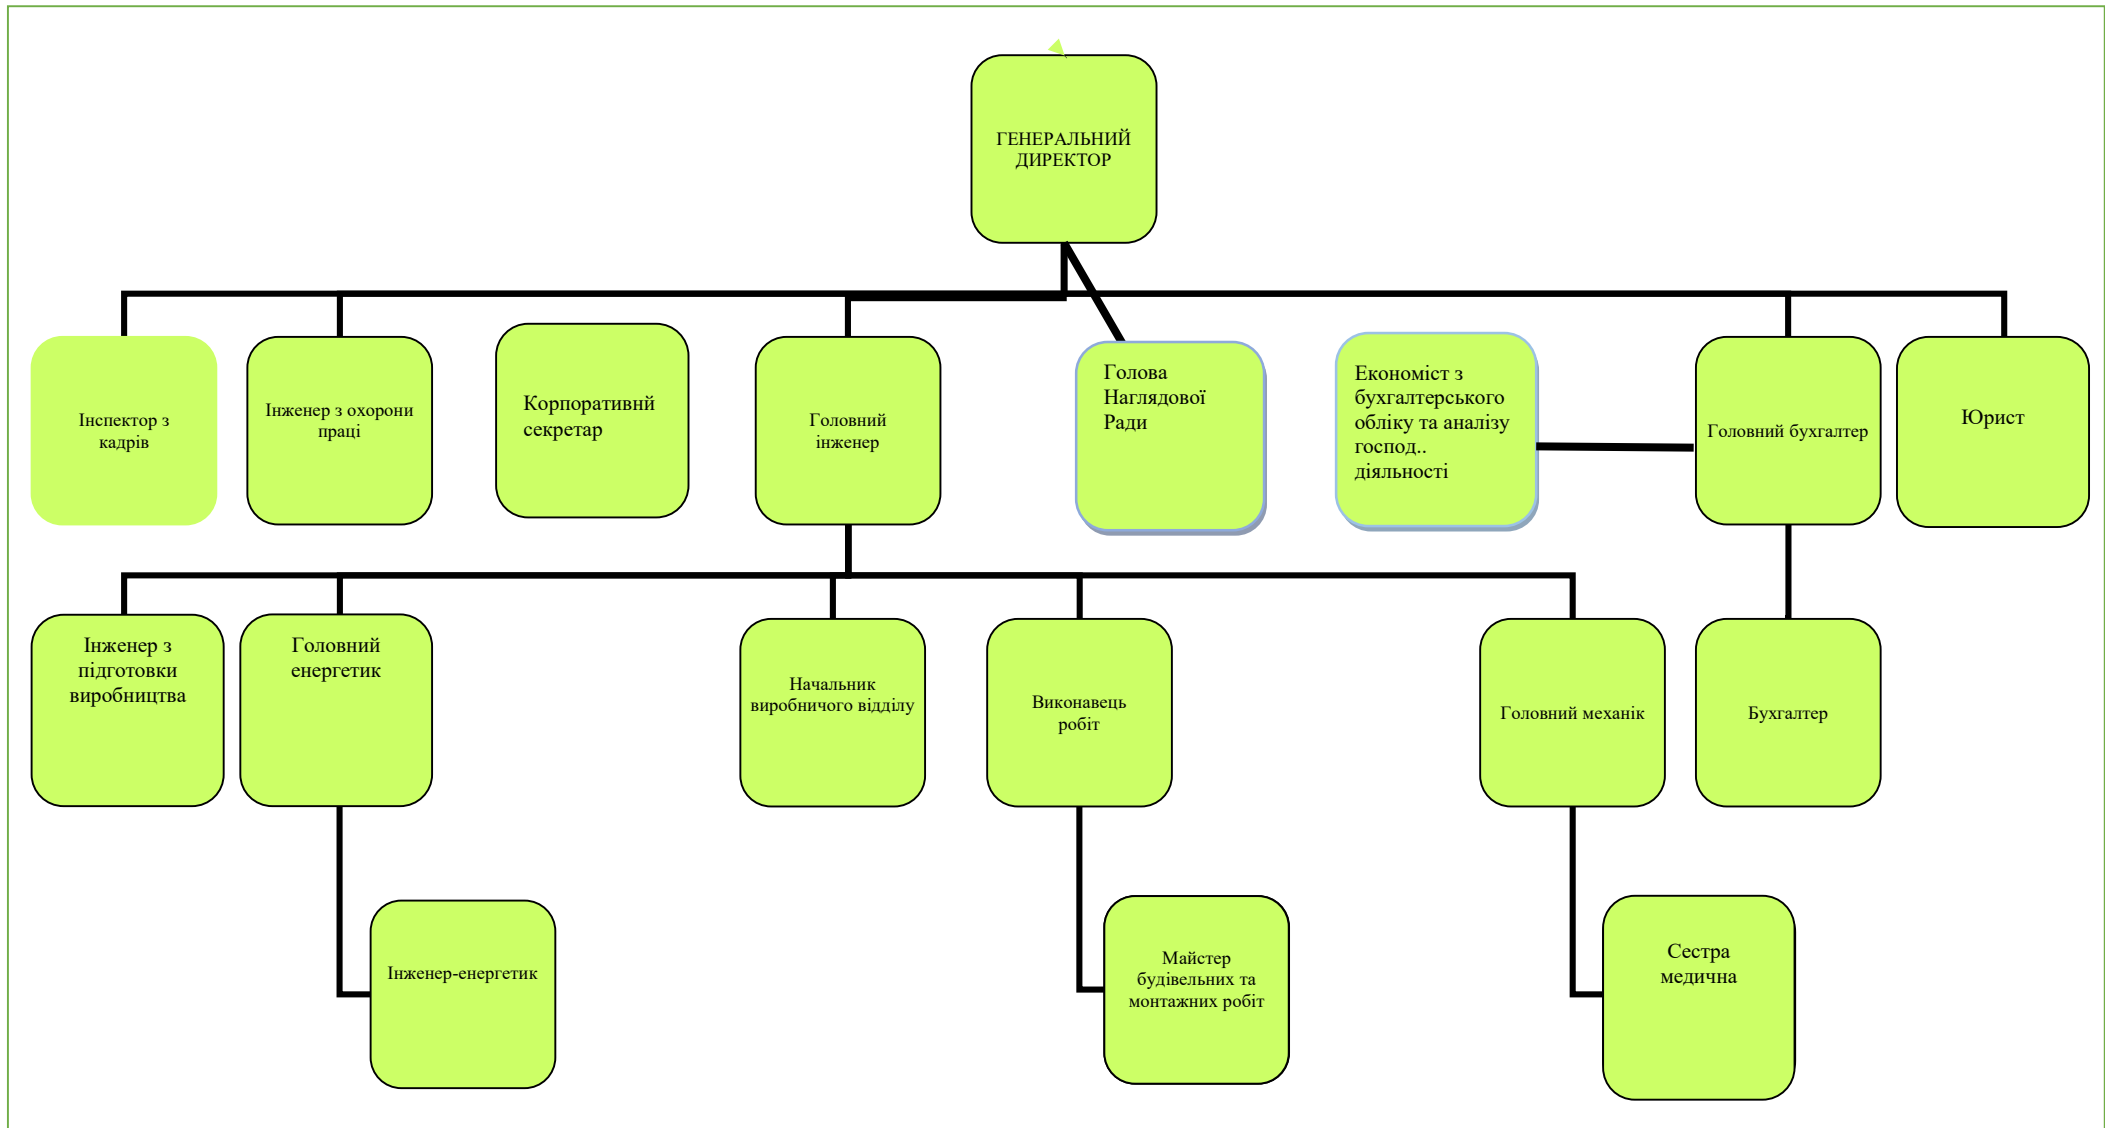 ГЕНЕРАЛЬНИЙ
ДИРЕКТОР
Інспектор з
кадрів
Інженер з охорони
праці
Корпоративнй
секретар
Головний
інженер
Голова
Наглядової
Ради
Економіст з
бухгалтерського
обліку та аналізу
господ..
діяльності
Головний бухгалтер
Юрист
Інженер з
підготовки
виробництва
Головний
енергетик
Начальник
виробничого відділу
Виконавець
робіт
Головний механік
Бухгалтер
Інженер-енергетик
Майстер
будівельних та
монтажних робіт
Сестра
медична